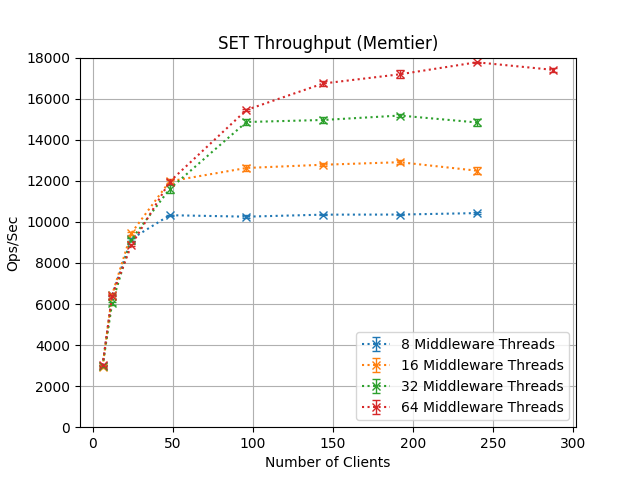 SET Throughput (Memtier)
18000
16000
14000
12000
10000
8000
6000
4000
2000
0
Ops/Sec
0 50 100 150 200 250 300
Number of Clients
8 Middleware Threads
16 Middleware Threads
32 Middleware Threads
64 Middleware Threads